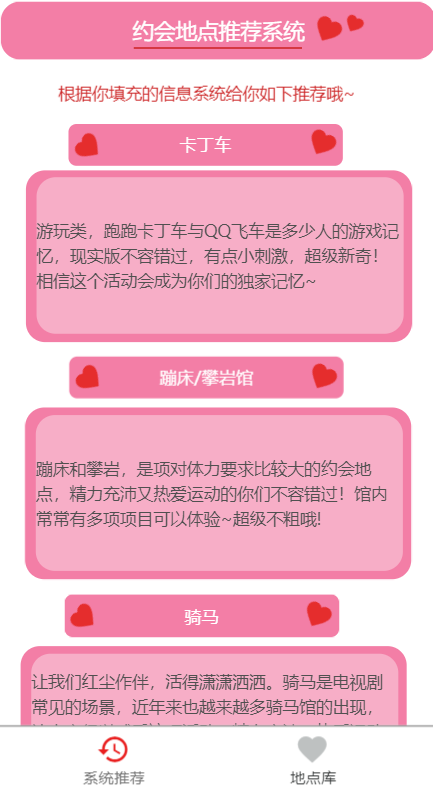 约会地点推荐系统
根据你填充的信息系统给你如下推荐哦~
卡丁车
游玩类，跑跑卡丁车与QQ飞车是多少人的游戏记
忆，现实版不容错过，有点小刺激，超级新奇！
相信这个活动会成为你们的独家记忆~
蹦床/攀岩馆
蹦床和攀岩，是项对体力要求比较大的约会地
点，精力充沛又热爱运动的你们不容错过！馆内
常常有多项项目可以体验~超级不粗哦!
骑马
让我们红尘作伴，活得潇潇洒洒。骑马是电视剧
常见的场景，近年来也越来越多骑马馆的出现，
系统推荐
地点库